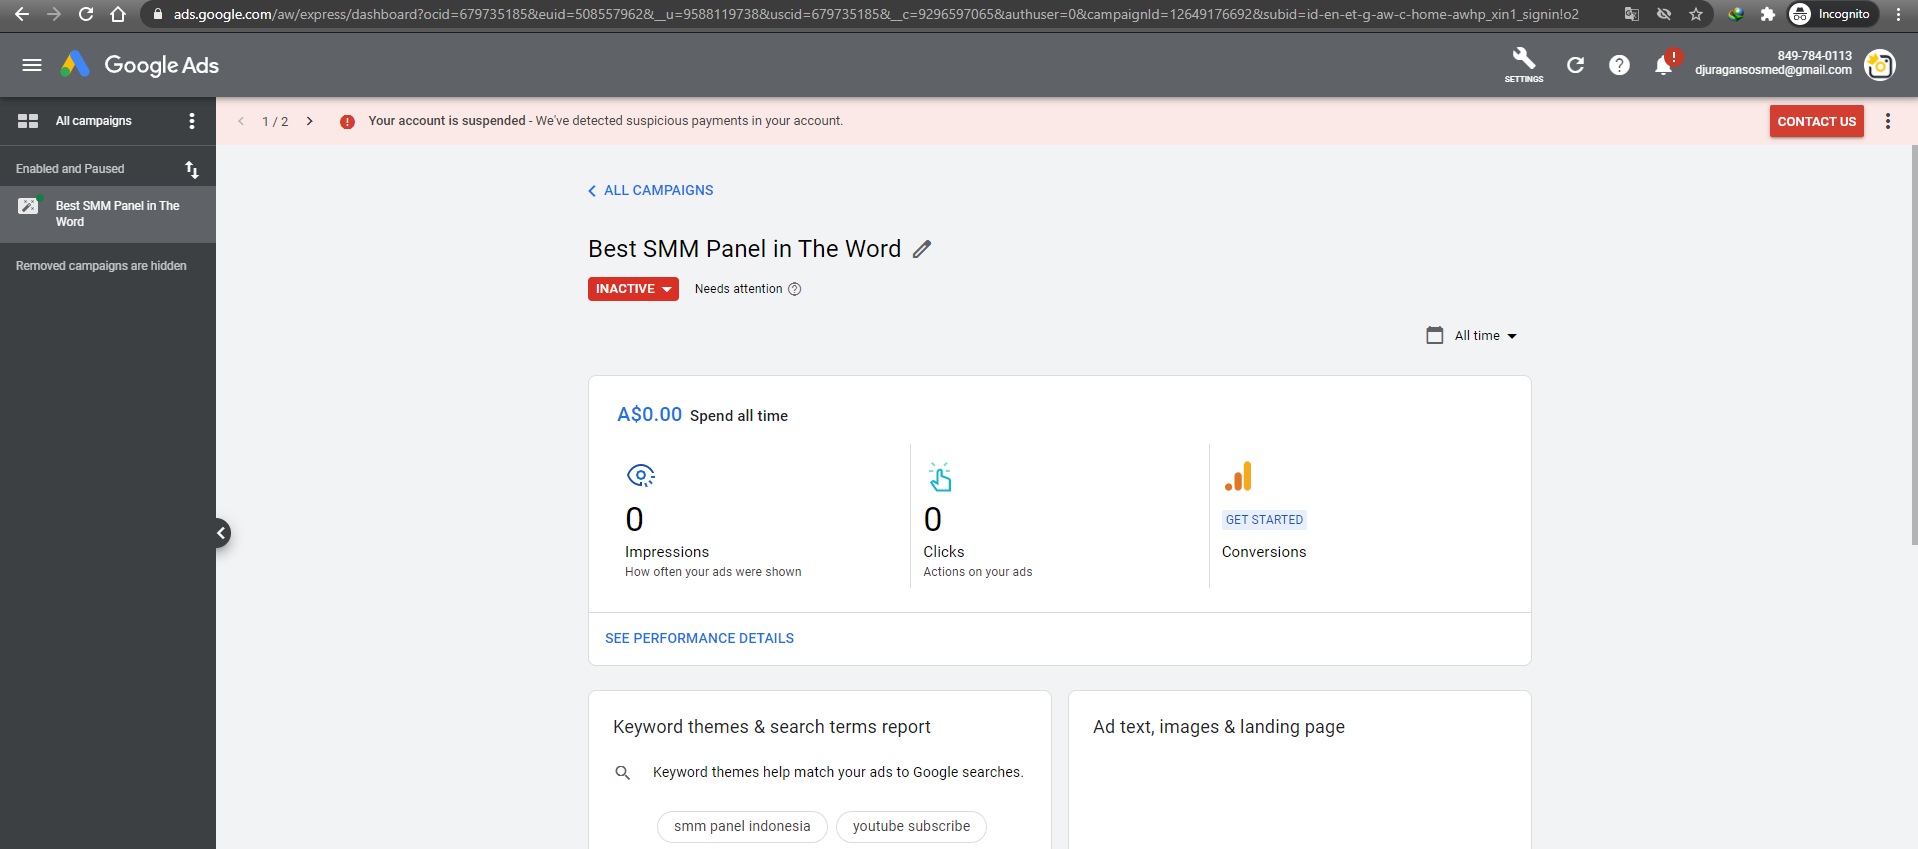 ads.google.com/aw/express/dashboard?ocid=679735185&euid=508557962&__u=9588119738&uscid=679735185&__c=9296597065&authuser=0&campaignId=12649176692&subid=id-en-et-g-aw-c-home-awhp_xin1_signin!o2
Incognito
Google Ads
SETTINGS
849-784-0113
djuragansosmed@gmail.com
All campaigns
1 / 2
Your account is suspended - We've detected suspicious payments in your account.
CONTACT US
Enabled and Paused
Best SMM Panel in The
Word
Removed campaigns are hidden
ALL CAMPAIGNS
Best SMM Panel in The Word
INACTIVE
Needs attention
All time
A$0.00 Spend all time
0
Impressions
How often your ads were shown
0
Clicks
Actions on your ads
GET STARTED
Conversions
SEE PERFORMANCE DETAILS
Keyword themes & search terms report
Keyword themes help match your ads to Google searches.
smm panel indonesia
youtube subscribe
Ad text, images & landing page